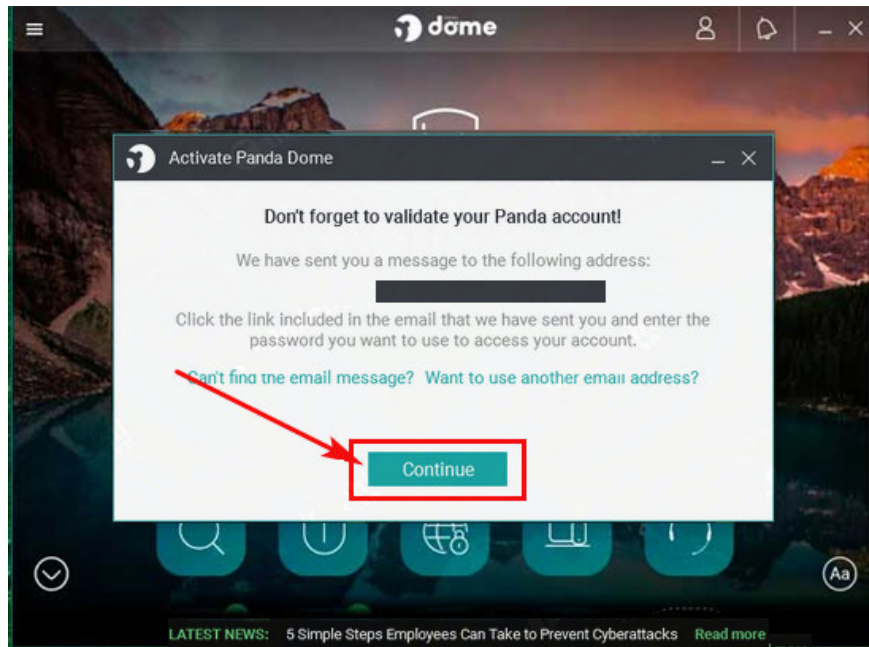 dome
Activate Panda Dome
Don't forget to validate your Panda account!
We have sent you a message to the following address:
Click the link included in the email that we have sent you and enter the
password you want to use to access your account.
Can't find the email message? Want to use another email address?
Continue
Aa
LATEST NEWS: 5 Simple Steps Employees Can Take to Prevent Cyberattacks Read more